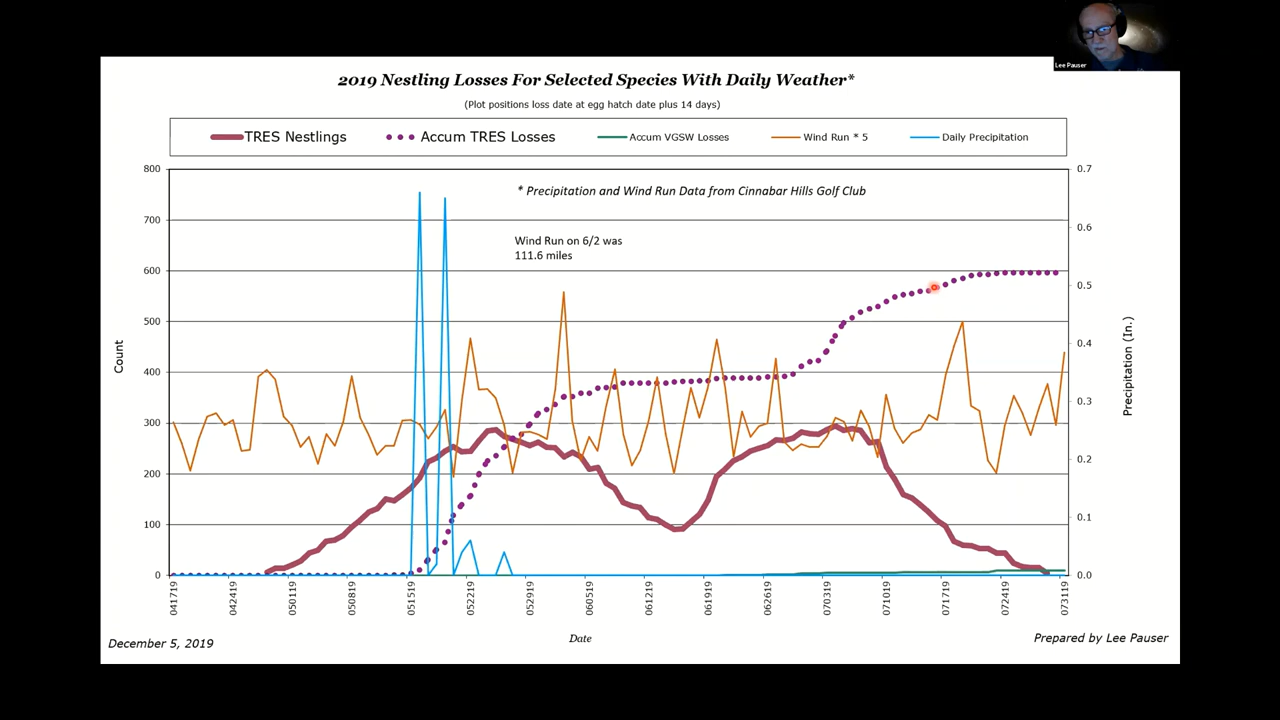 Lee Pauser
2019 Nestling Losses For Selected Species With Daily Weather*
(Plot positions loss date at egg hatch date plus 14 days)
TRES Nestlings
Accum TRES Losses
Accum VGSW Losses
Wind Run * 5
Daily Precipitation
* Precipitation and Wind Run Data from Cinnabar Hills Golf Club
Wind Run on 6/2 was
111.6 miles
Count
800
700
600
500
400
300
200
100
0
Precipitation (In.)
0.7
0.6
0.5
0.4
0.3
0.2
0.1
0.0
041719
042419
050119
050819
051519
052219
052919
060519
061219
061919
062619
070319
071019
071719
072419
073119
Date
December 5, 2019
Prepared by Lee Pauser